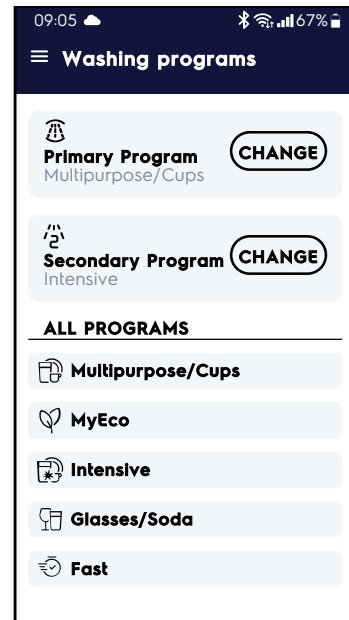 09:05 67%
Washing programs
Primary Program
Multipurpose/Cups
CHANGE
Secondary Program
Intensive
CHANGE
ALL PROGRAMS
Multipurpose/Cups
MyEco
Intensive
Glasses/Soda
Fast